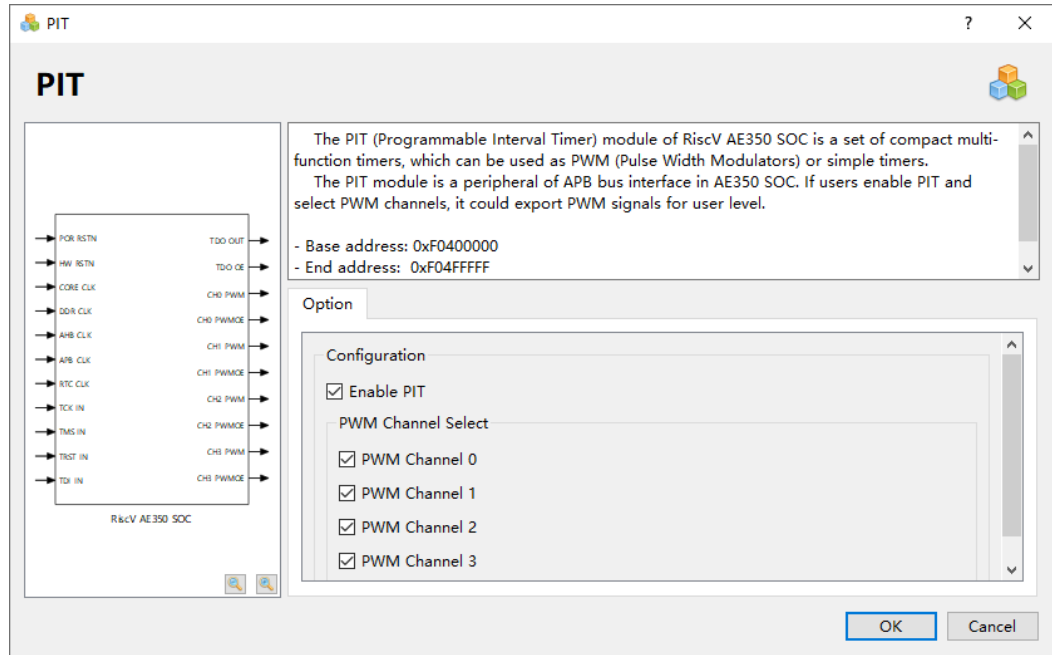 PIT
?
PIT
The PIT (Programmable Interval Timer) module of RiscV AE350 SOC is a set of compact multi-
function timers, which can be used as PWM (Pulse Width Modulators) or simple timers.
The PIT module is a peripheral of APB bus interface in AE350 SOC. If users enable PIT and
select PWM channels, it could export PWM signals for user level.
- Base address: 0xF0400000
- End address: 0xF04FFFFF
POR RSTN
HW RSTN
CORE CLK
DDR CLK
AHB CLK
APB CLK
RTC CLK
TCK IN
TMS IN
TRST IN
TDI IN
TDO OUT
TDO OE
CH0 PWM
CH0 PWMOE
CH1 PWM
CH1 PWMOE
CH2 PWM
CH2 PWMOE
CH3 PWM
CH3 PWMOE
RiscV AE350 SOC
Option
Configuration
Enable PIT
PWM Channel Select
PWM Channel 0
PWM Channel 1
PWM Channel 2
PWM Channel 3
OK
Cancel